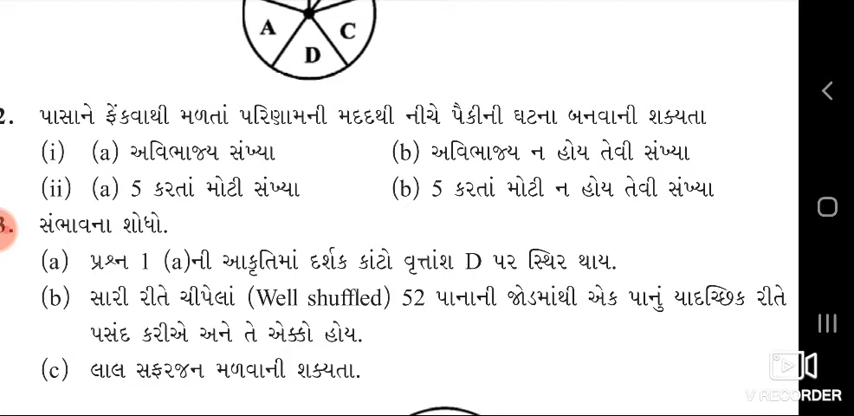 A
C
D
2. પાસાને ફેંકવાથી મળતાં પરિણામની મદદથી નીચે પૈકીની ઘટના બનવાની શક્યતા
(i) (a) અવિભાજ્ય સંખ્યા (b) અવિભાજ્ય ન હોય તેવી સંખ્યા
(ii) (a) 5 કરતાં મોટી સંખ્યા (b) 5 કરતાં મોટી ન હોય તેવી સંખ્યા
3. સંભાવના શોધો.
(a) પ્રશ્ન 1 (a)ની આકૃતિમાં દર્શક કાંટો વૃત્તાંશ D પર સ્થિર થાય.
(b) સારી રીતે ચીપેલાં (Well shuffled) 52 પાનાની જોડમાંથી એક પાનું યાદચ્છિક રીતે
પસંદ કરીએ અને તે એક્કો હોય.
(c) લાલ સફરજન મળવાની શક્યતા.
V RECORDER